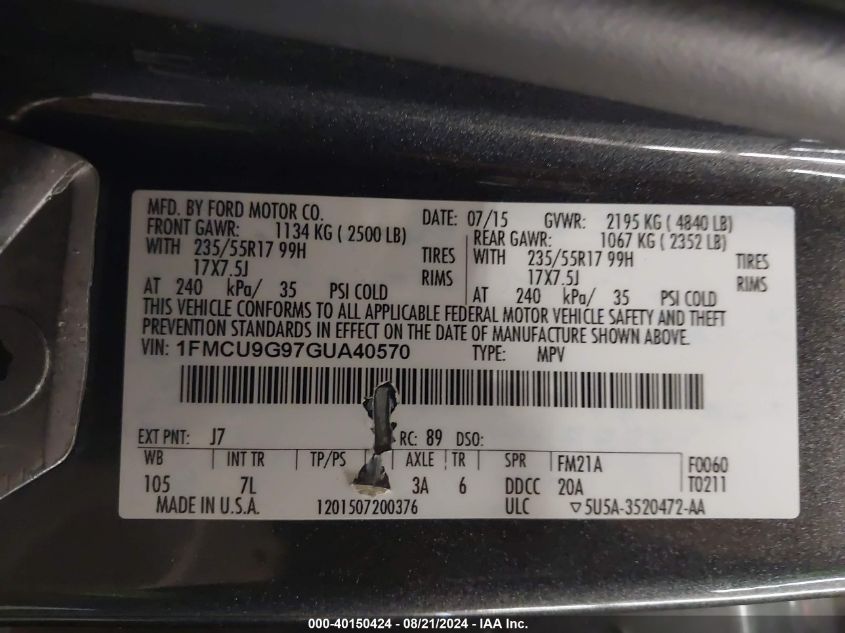 MFD. BY FORD MOTOR CO. DATE: 07/15 GVWR: 2195 KG ( 4840 LB)
FRONT GAWR: 1134 KG ( 2500 LB) REAR GAWR: 1067 KG ( 2352 LB)
WITH 235/55R17 99H TIRES WITH 235/55R17 99H TIRES
17X7.5J RIMS 17X7.5J RIMS
AT 240 kPa/ 35 PSI COLD AT 240 kPa/ 35 PSI COLD
THIS VEHICLE CONFORMS TO ALL APPLICABLE FEDERAL MOTOR VEHICLE SAFETY AND THEFT
PREVENTION STANDARDS IN EFFECT ON THE DATE OF MANUFACTURE SHOWN ABOVE.
VIN: 1FMCU9G97GUA40570 TYPE: MPV
EXT PNT: J7 RC: 89 DSO:
WB INT TR TP/PS AXLE TR SPR FM21A F0060
105 7L 3A 6 DDCC 20A T0211
MADE IN U.S.A. 1201507200376 ULC ▽5U5A-3520472-AA
000-40150424 - 08/21/2024 - IAA Inc.